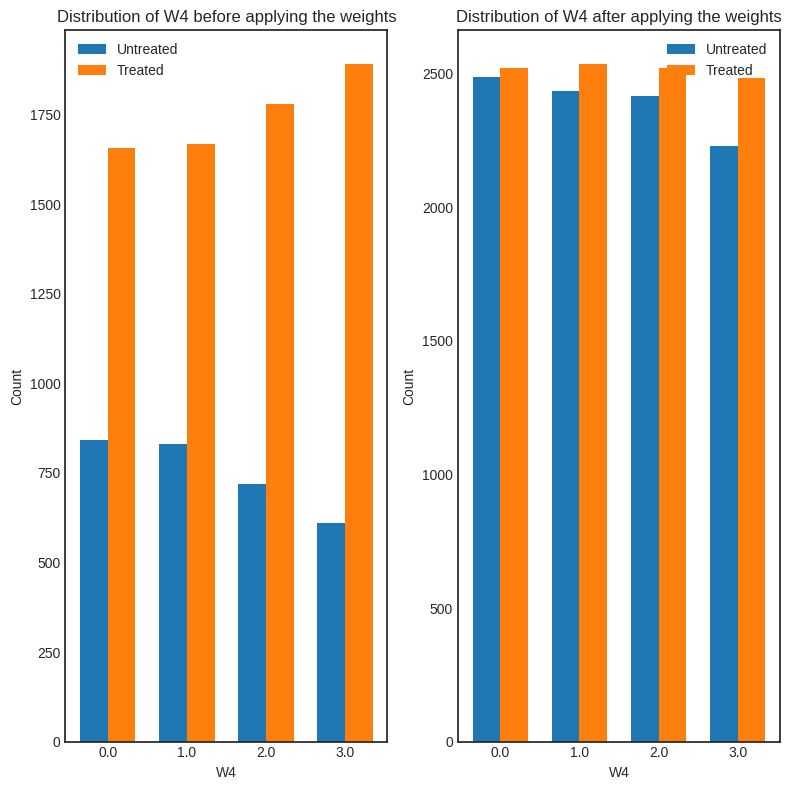 Distribution of W4 before applying the weights
Untreated
Treated
1750
1500
1250
1000
750
500
250
0
Count
0.0 1.0 2.0 3.0
W4
Distribution of W4 after applying the weights
Untreated
Treated
2500
2000
1500
1000
500
0
Count
0.0 1.0 2.0 3.0
W4